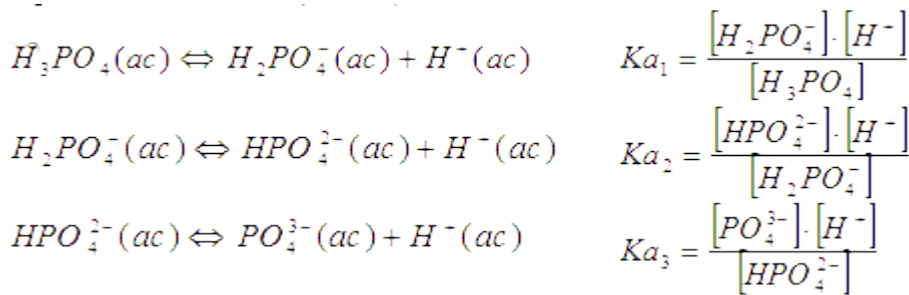 H₃PO₄(ac) ⇔ H₂PO₄⁻(ac) + H⁺(ac) Ka₁ = [H₂PO₄⁻]·[H⁺] / [H₃PO₄]
H₂PO₄⁻(ac) ⇔ HPO₄²⁻(ac) + H⁺(ac) Ka₂ = [HPO₄²⁻]·[H⁺] / [H₂PO₄⁻]
HPO₄²⁻(ac) ⇔ PO₄³⁻(ac) + H⁺(ac) Ka₃ = [PO₄³⁻]·[H⁺] / [HPO₄²⁻]